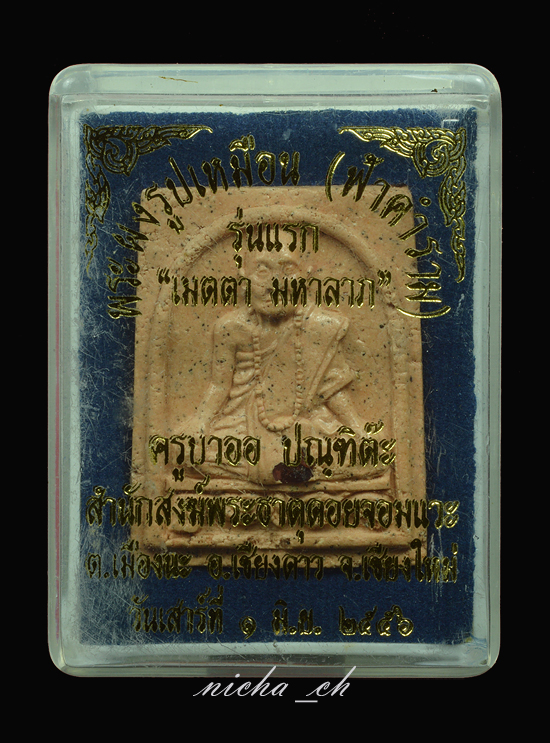 พระผงรูปเหมือน (ฟ้าคำราม)
รุ่นแรก
"เมตตา มหาลาภ"
ครูบาออ ปณฺฑิต๊ะ
สำนักสงฆ์พระธาตุดอยจอมแวะ
ต.เมืองนะ อ.เชียงดาว จ.เชียงใหม่
วันเสาร์ที่ ๑ มิ.ย. ๒๕๕๖
nicha_ch